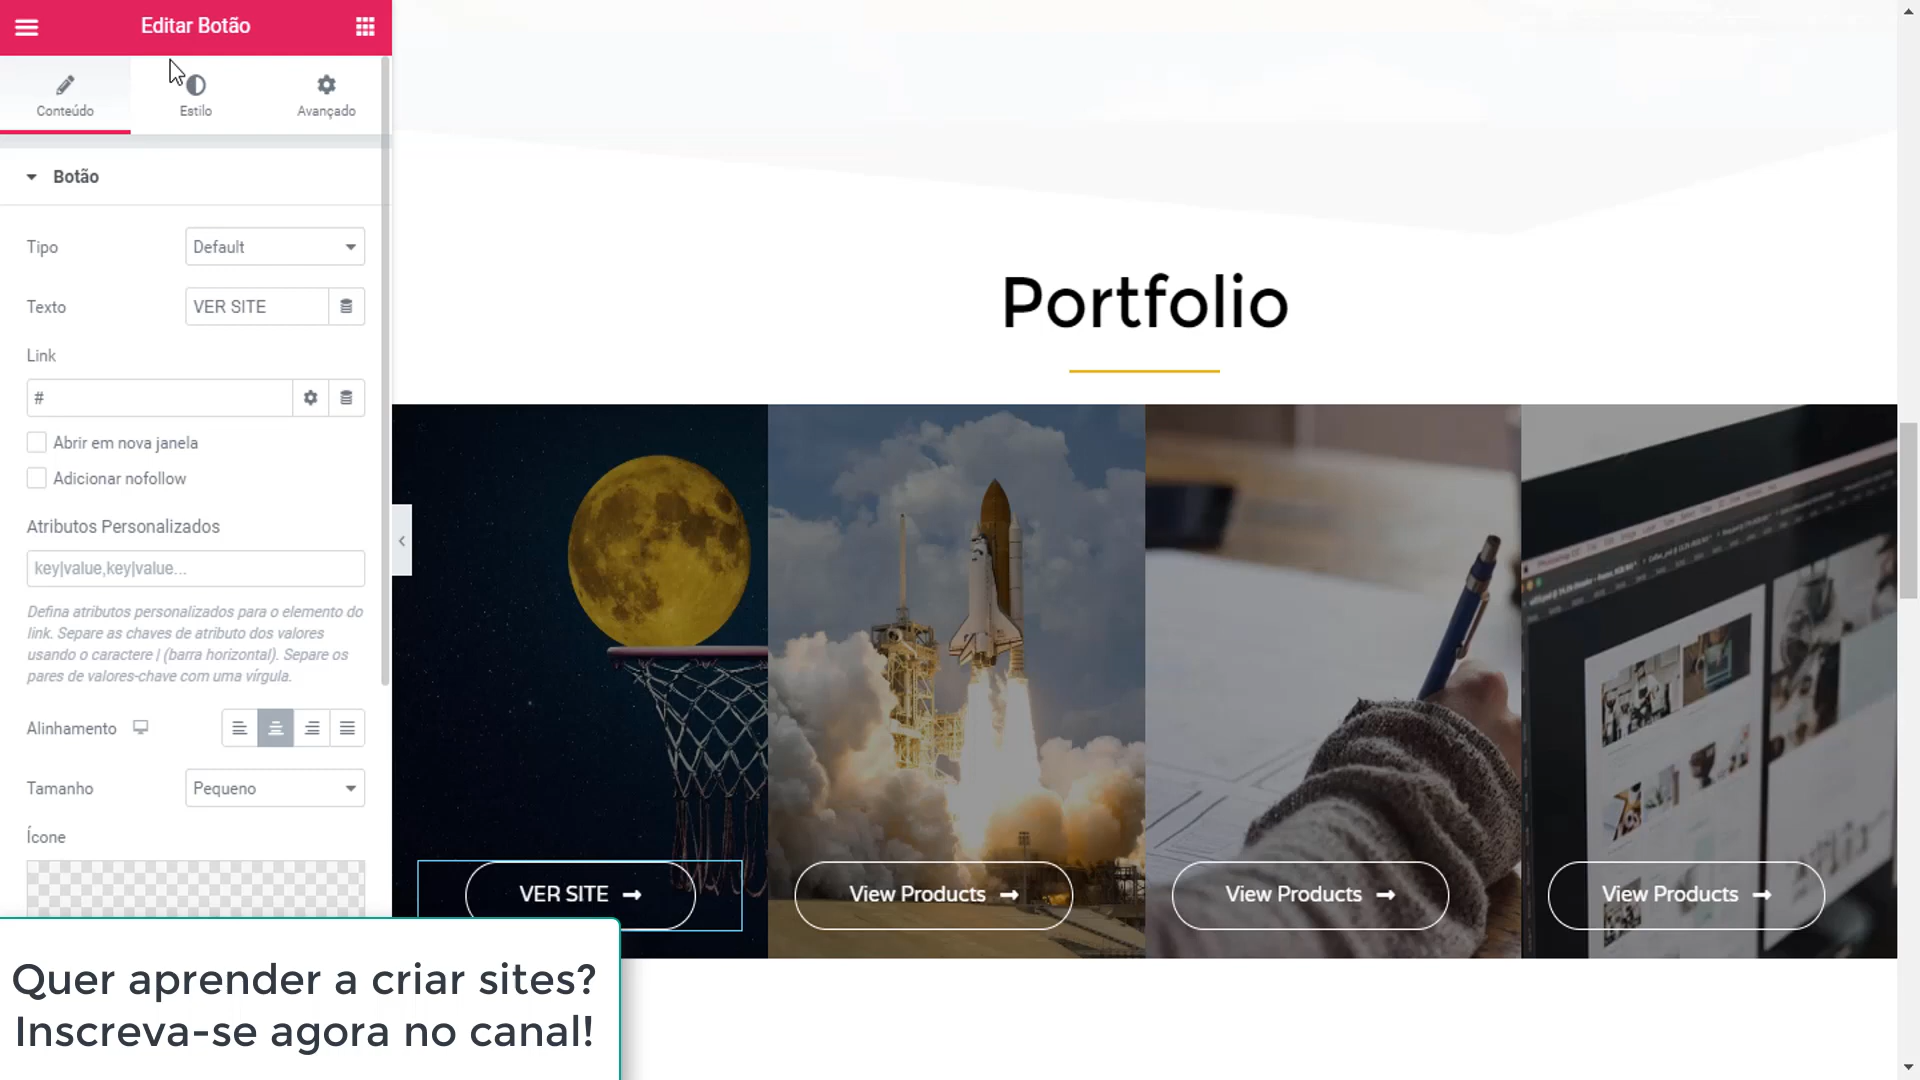 Editar Botão
Conteúdo
Estilo
Avançado
Botão
Tipo
Default
Texto
VER SITE
Link
#
Abrir em nova janela
Adicionar nofollow
Atributos Personalizados
key|value,key|value...
Defina atributos personalizados para o elemento do
link. Separe as chaves de atributo dos valores
usando o caractere | (barra horizontal). Separe os
pares de valores-chave com uma vírgula.
Alinhamento
Tamanho
Pequeno
Ícone
Portfolio
VER SITE
View Products
View Products
View Products
Quer aprender a criar sites?
Inscreva-se agora no canal!